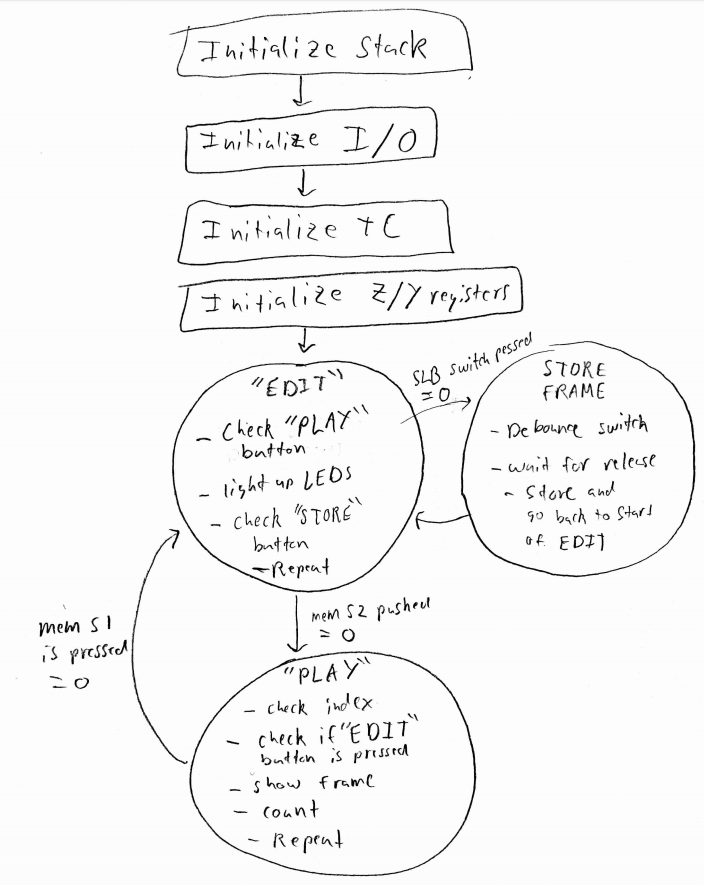 Initialize Stack
Initialize I/O
Initialize TC
Initialize Z/Y registers
"EDIT"
- Check "PLAY"
button
- light up LEDs
- check "STORE"
button
- Repeat
SLB switch pessed
= 0
STORE
FRAME
- Debounce switch
- wait for release
- Store and
go back to Start
of EDIT
mem S1
is pressed
= 0
mem S2 pushed
= 0
"PLAY"
- check index
- check if "EDIT"
button is pressed
- show frame
- count
- Repeat